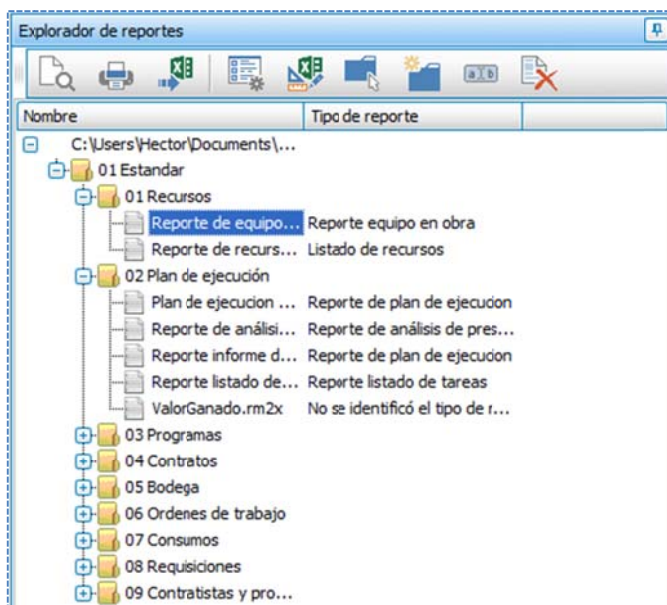 Explorador de reportes
a b
Nombre Tipo de reporte
C:\Users\Hector\Documents\...
01 Estandar
01 Recursos
Reporte de equipo... Reporte equipo en obra
Reporte de recurs... Listado de recursos
02 Plan de ejecución
Plan de ejecucion ... Reporte de plan de ejecucion
Reporte de análisi... Reporte de análisis de pres...
Reporte informe d... Reporte de plan de ejecucion
Reporte listado de... Reporte listado de tareas
ValorGanado.rm2x No se identificó el tipo de r...
03 Programas
04 Contratos
05 Bodega
06 Ordenes de trabajo
07 Consumos
08 Requisiciones
09 Contratistas y pro...